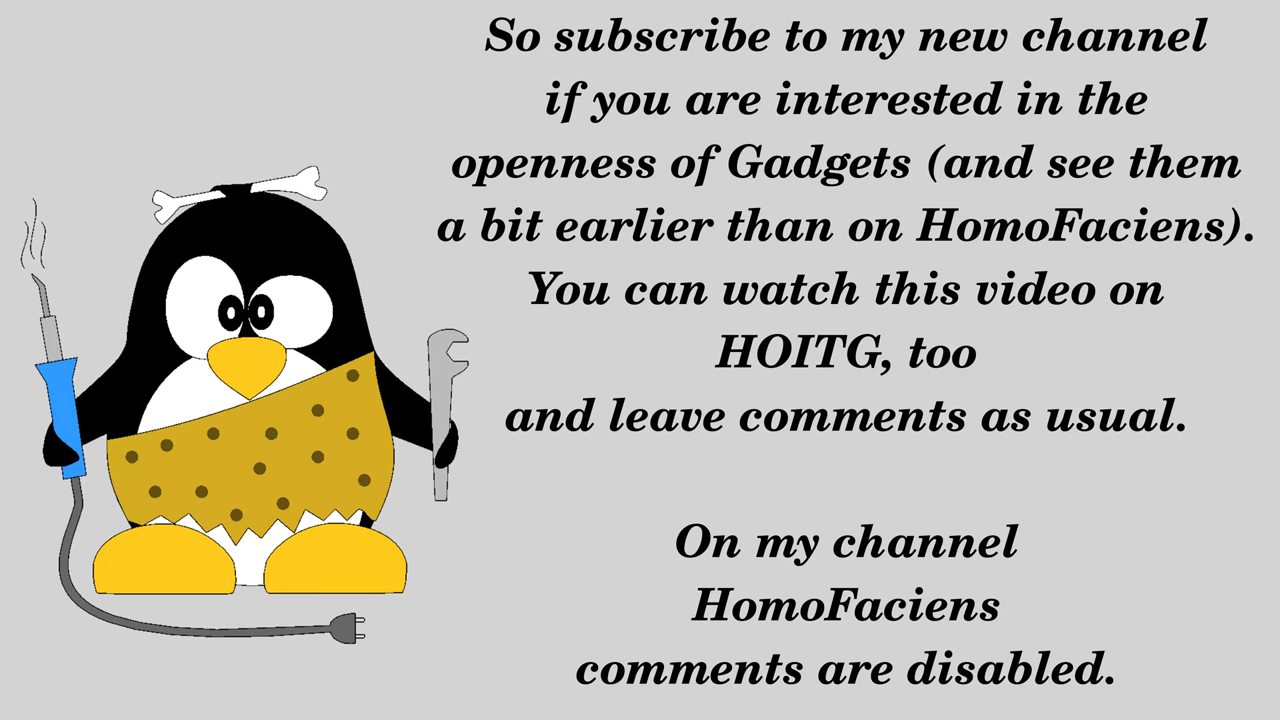 So subscribe to my new channel
if you are interested in the
openness of Gadgets (and see them
a bit earlier than on HomoFaciens).
You can watch this video on
HOITG, too
and leave comments as usual.
On my channel
HomoFaciens
comments are disabled.